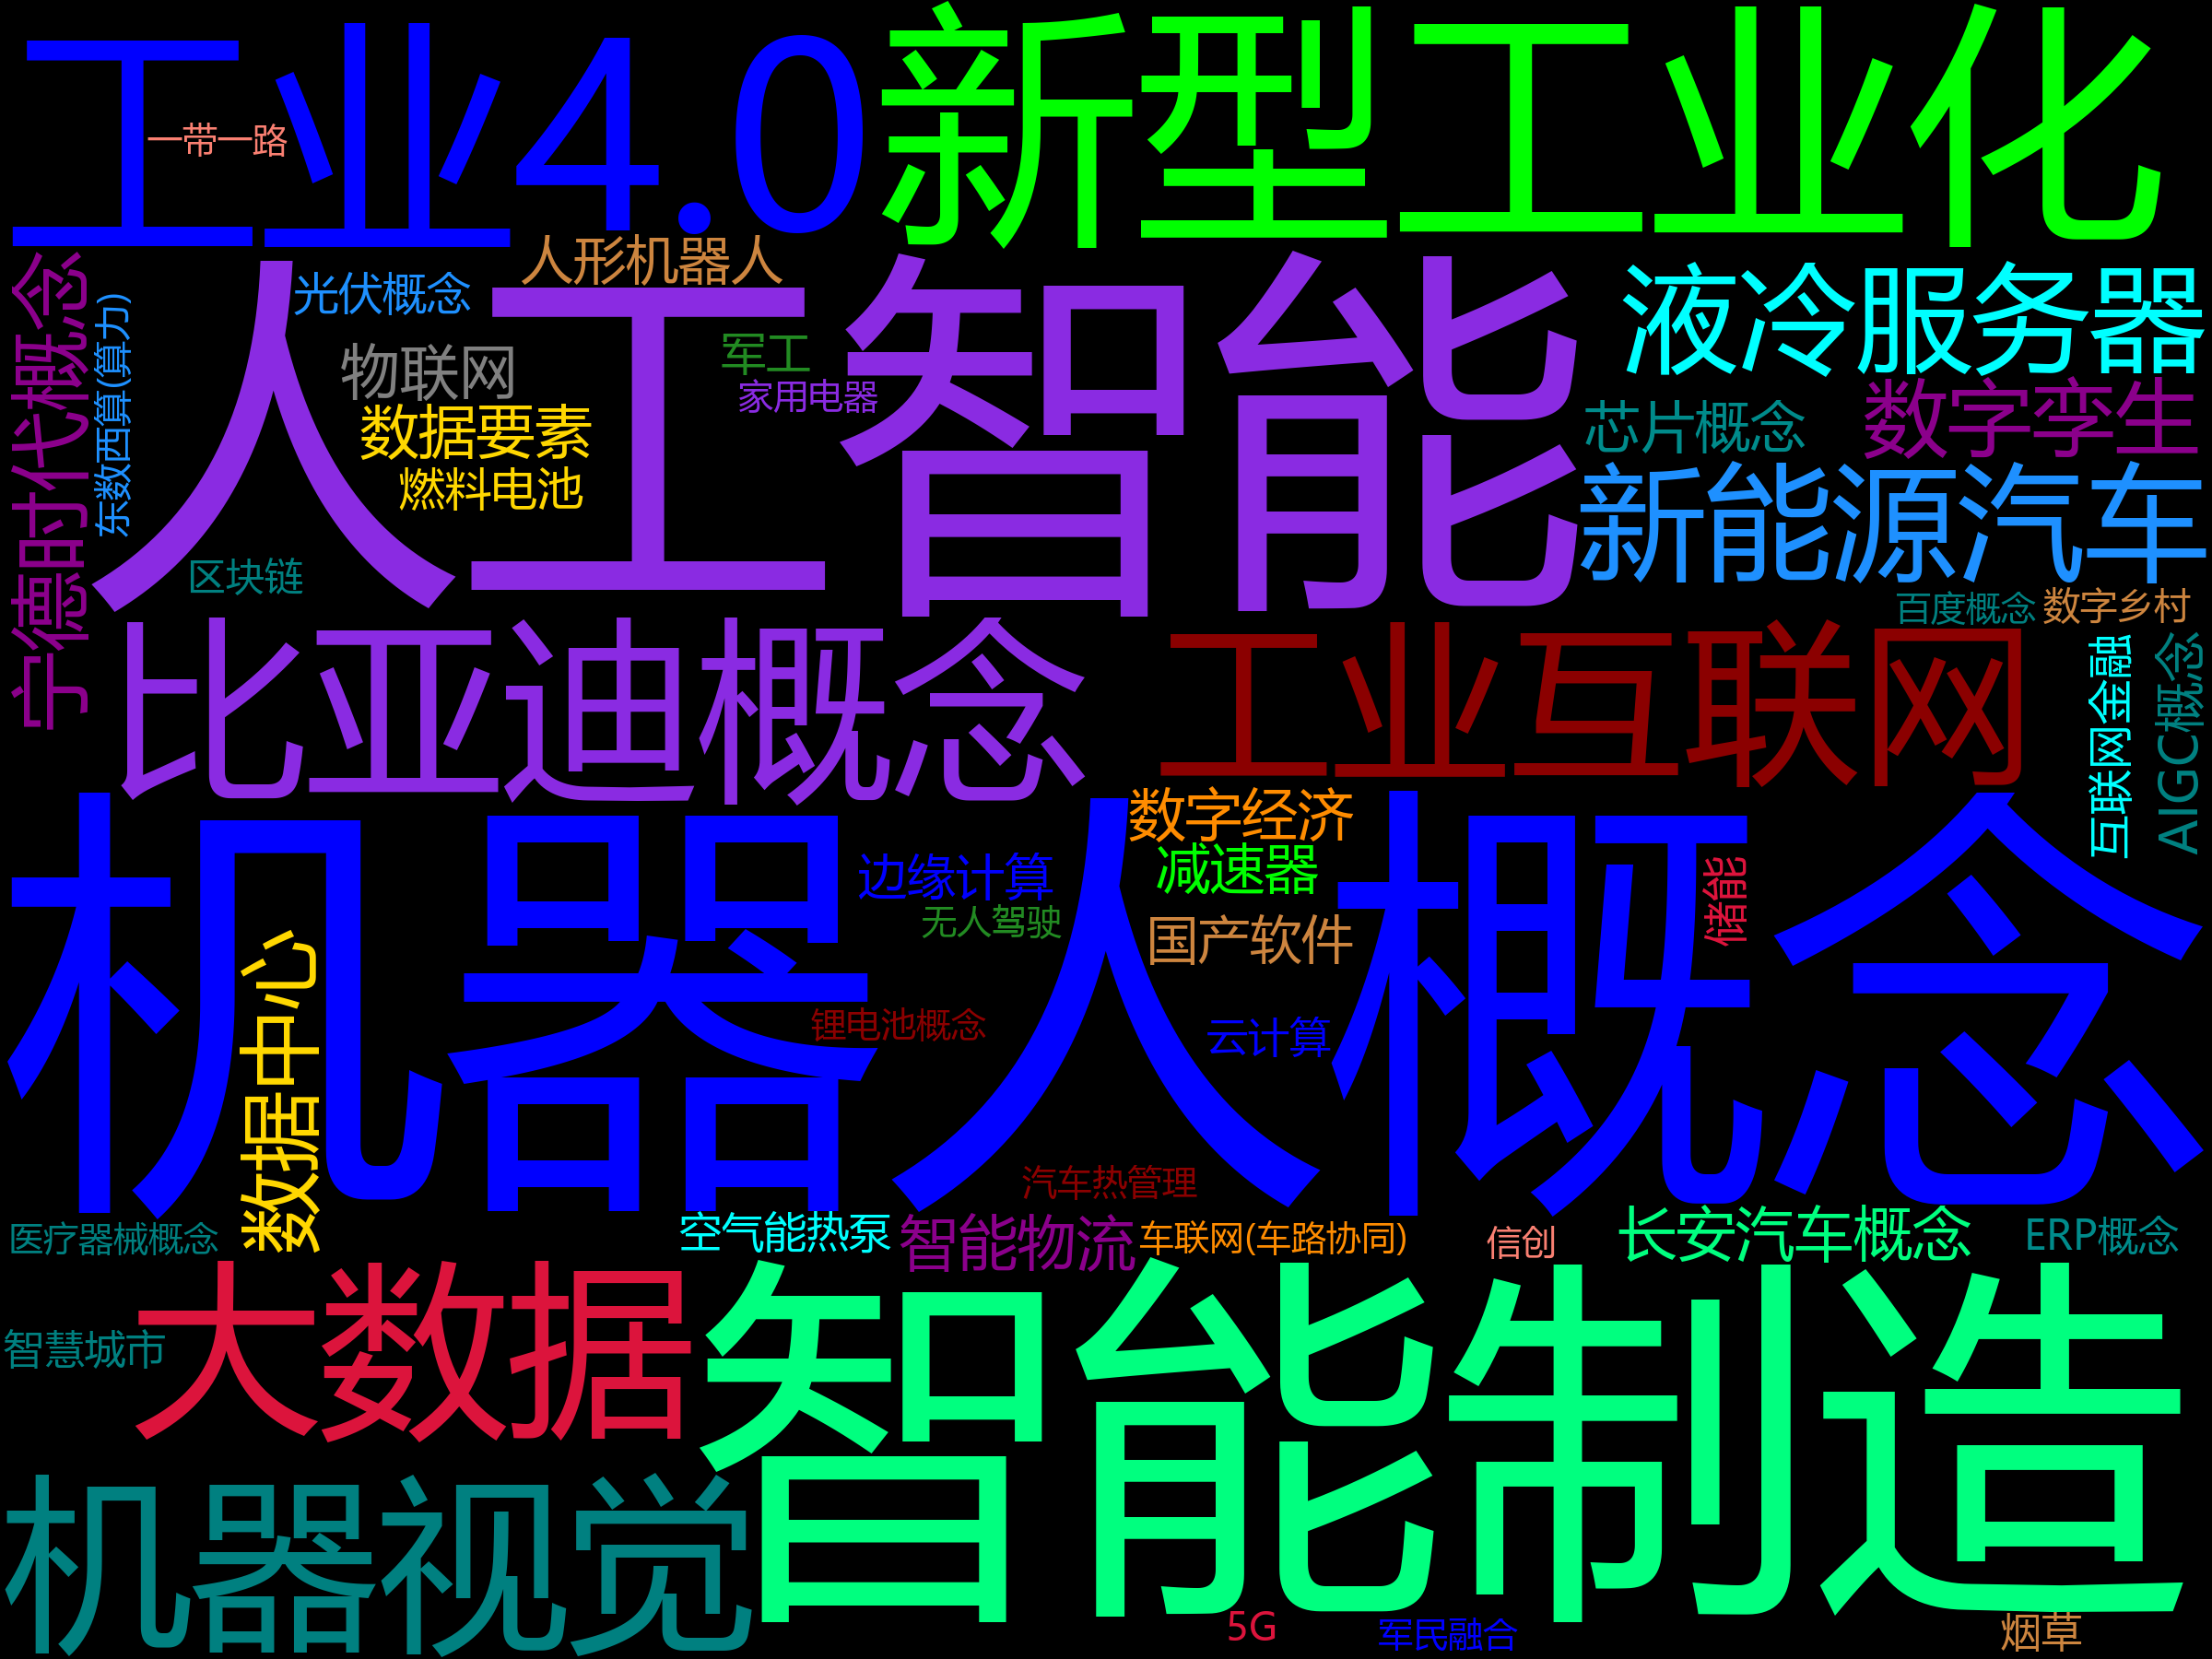 工业4.0
新型工业化
一带一路
人形机器人
宁德时代概念
东数西算(算力)
光伏概念
人工智能
液冷服务器
物联网
军工
家用电器
数据要素
芯片概念
数字孪生
燃料电池
新能源汽车
区块链
百度概念
数字乡村
比亚迪概念
工业互联网
互联网金融
AIGC概念
数字经济
机器人概念
边缘计算
减速器
无人驾驶
储能
国产软件
数据中心
锂电池概念
云计算
汽车热管理
医疗器械概念
空气能热泵
智能物流
车联网(车路协同)
信创
长安汽车概念
ERP概念
大数据
智能制造
智慧城市
机器视觉
5G
军民融合
烟草